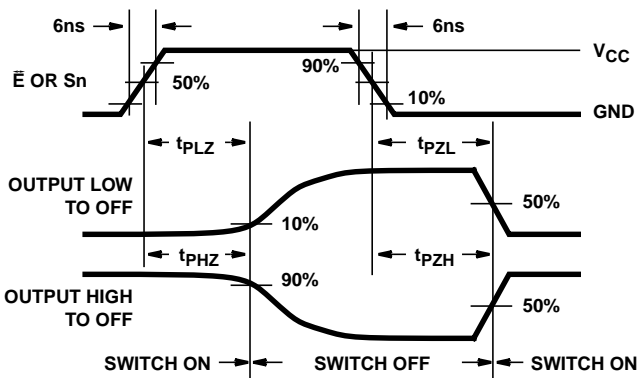 6ns
6ns
VCC
90%
Ē OR Sn
50%
10%
GND
tPLZ
tPZL
OUTPUT LOW
TO OFF
50%
10%
tPHZ
tPZH
90%
OUTPUT HIGH
TO OFF
50%
SWITCH ON
SWITCH OFF
SWITCH ON